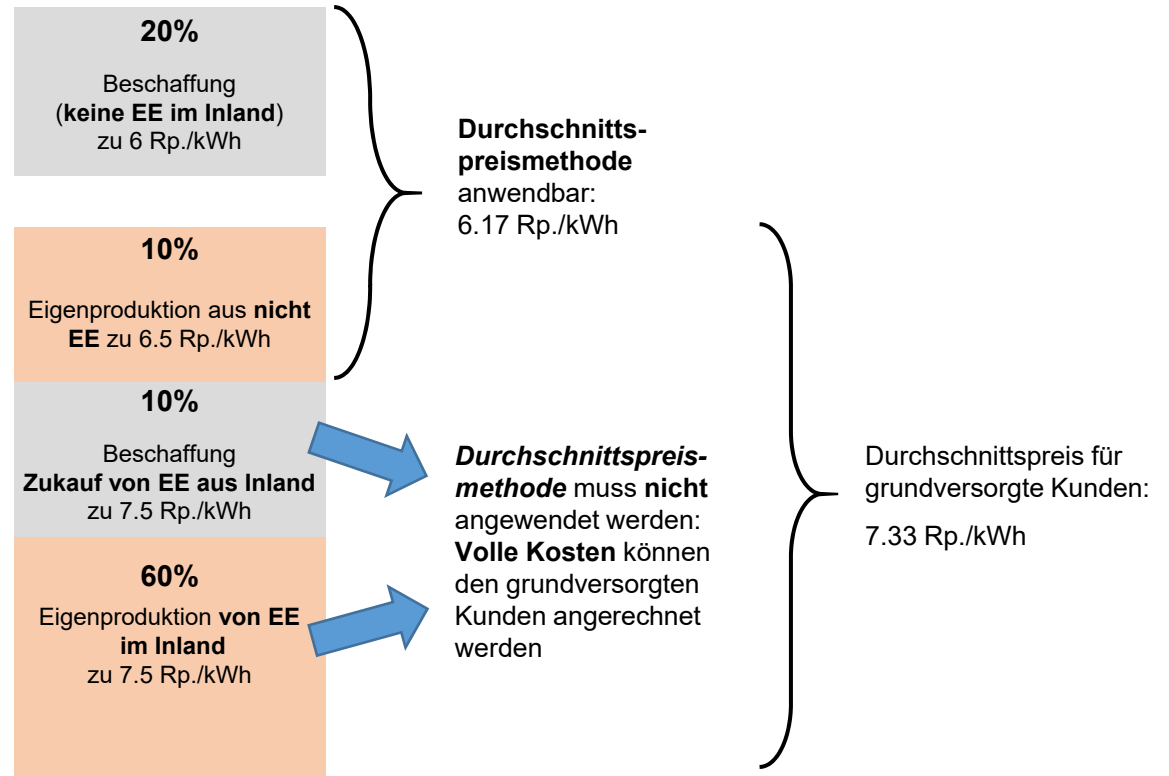 20%
Beschaffung
(keine EE im Inland)
zu 6 Rp./kWh
10%
Eigenproduktion aus nicht
EE zu 6.5 Rp./kWh
10%
Beschaffung
Zukauf von EE aus Inland
zu 7.5 Rp./kWh
60%
Eigenproduktion von EE
im Inland
zu 7.5 Rp./kWh
Durchschnitts-
preismethode
anwendbar:
6.17 Rp./kWh
Durchschnittspreis-
methode muss nicht
angewendet werden:
Volle Kosten können
den grundversorgten
Kunden angerechnet
werden
Durchschnittspreis für
grundversorgte Kunden:
7.33 Rp./kWh